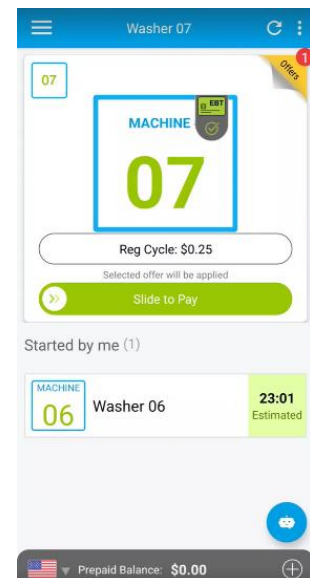 Washer 07
1
Offers
07
EBT
MACHINE
07
Reg Cycle: $0.25
Selected offer will be applied
Slide to Pay
Started by me (1)
MACHINE
06
Washer 06
23:01
Estimated
Prepaid Balance: $0.00